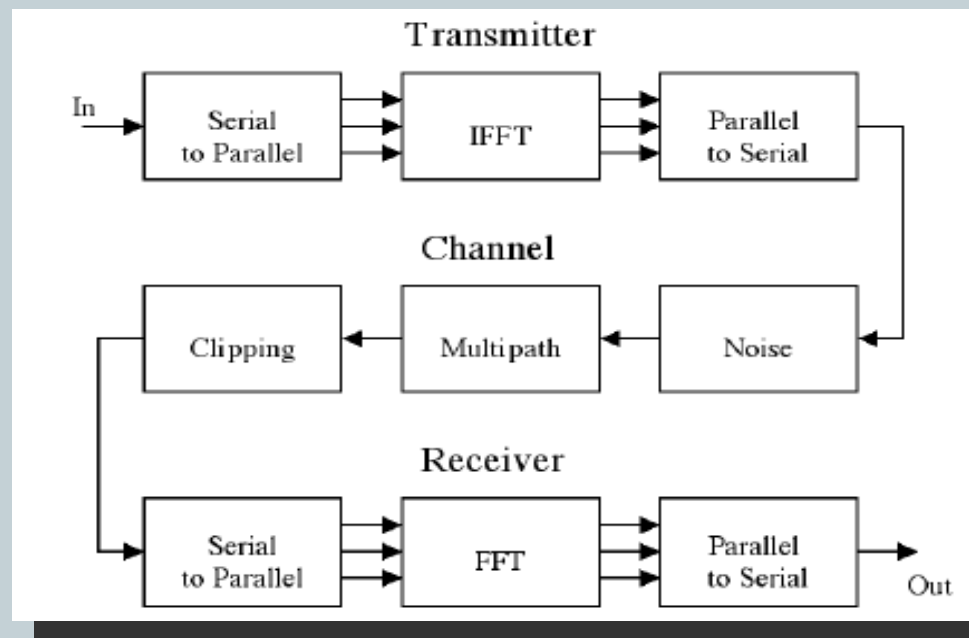 Transmitter
In
Serial
to Parallel
IFFT
Parallel
to Serial
Channel
Clipping
Multipath
Noise
Receiver
Serial
to Parallel
FFT
Parallel
to Serial
Out